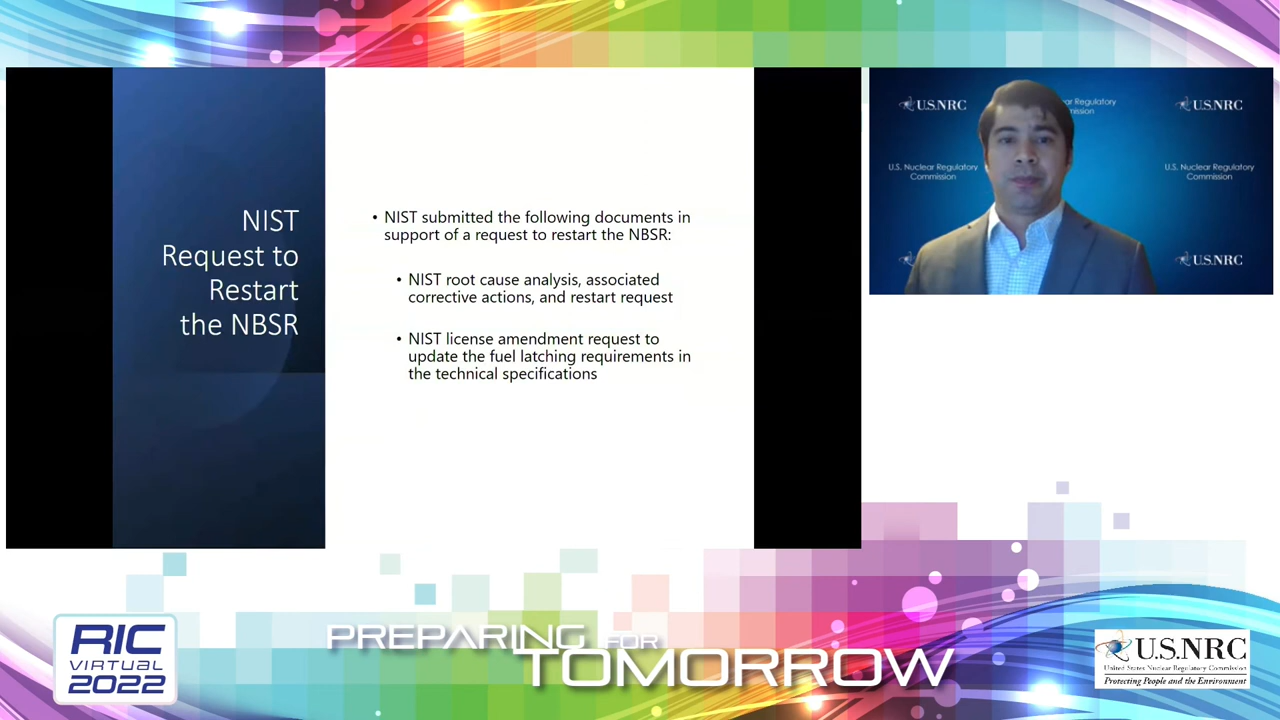 NIST
Request to
Restart
the NBSR
• NIST submitted the following documents in
support of a request to restart the NBSR:
• NIST root cause analysis, associated
corrective actions, and restart request
• NIST license amendment request to
update the fuel latching requirements in
the technical specifications
U.S.NRC
ear Regulatory
mission
U.S.NRC
U.S. Nuclear Regulatory
Commission
U.S. Nuclear Regulatory
Commission
U.S.NRC
RIC
VIRTUAL
2022
PREPARING FOR
TOMORROW
U.S.NRC
United States Nuclear Regulatory Commission
Protecting People and the Environment